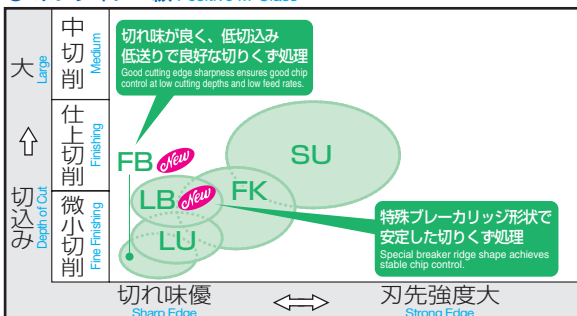 大
Large
切込み
Depth of Cut
中切削
Medium
仕上切削
Finishing
微小切削
Fine Finishing
切れ味が良く、低切込み
低送りで良好な切りくず処理
Good cutting edge sharpness ensures good chip
control at low cutting depths and low feed rates.
FB New
SU
LB New
FK
LU
特殊ブレーカリッジ形状で
安定した切りくず処理
Special breaker ridge shape achieves
stable chip control.
切れ味優
Sharp Edge
刃先強度大
Strong Edge